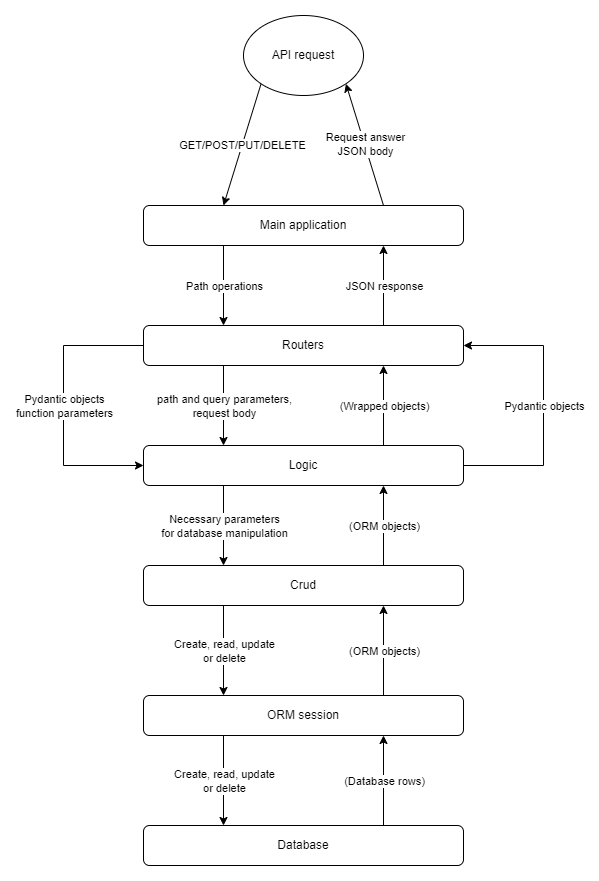 API request
GET/POST/PUT/DELETE
Request answer
JSON body
Main application
Path operations
JSON response
Routers
Pydantic objects
function parameters
path and query parameters,
request body
(Wrapped objects)
Pydantic objects
Logic
Necessary parameters
for database manipulation
(ORM objects)
Crud
Create, read, update
or delete
(ORM objects)
ORM session
Create, read, update
or delete
(Database rows)
Database